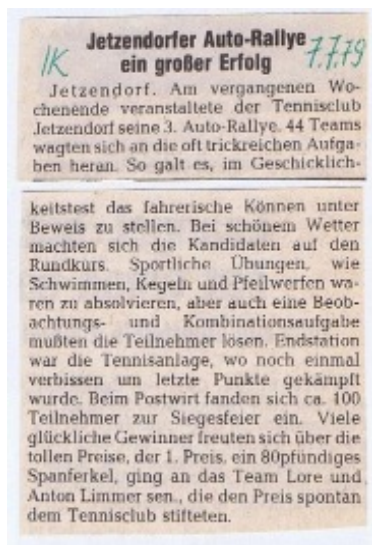 Jetzendorfer Auto-Rallye
ein großer Erfolg
IK
7.7.79
Jetzendorf. Am vergangenen Wo-
chenende veranstaltete der Tennisclub
Jetzendorf seine 3. Auto-Rallye. 44 Teams
wagten sich an die oft trickreichen Aufga-
ben heran. So galt es, im Geschicklich-
keitstest das fahrerische Können unter
Beweis zu stellen. Bei schönem Wetter
machten sich die Kandidaten auf den
Rundkurs. Sportliche Übungen, wie
Schwimmen, Kegeln und Pfeilwerfen wa-
ren zu absolvieren, aber auch eine Beob-
achtungs- und Kombinationsaufgabe
mußten die Teilnehmer lösen. Endstation
war die Tennisanlage, wo noch einmal
verbissen um letzte Punkte gekämpft
wurde. Beim Postwirt fanden sich ca. 100
Teilnehmer zur Siegesfeier ein. Viele
glückliche Gewinner freuten sich über die
tollen Preise, der 1. Preis, ein 80pfündiges
Spanferkel, ging an das Team Lore und
Anton Limmer sen., die den Preis spontan
dem Tennisclub stifteten.